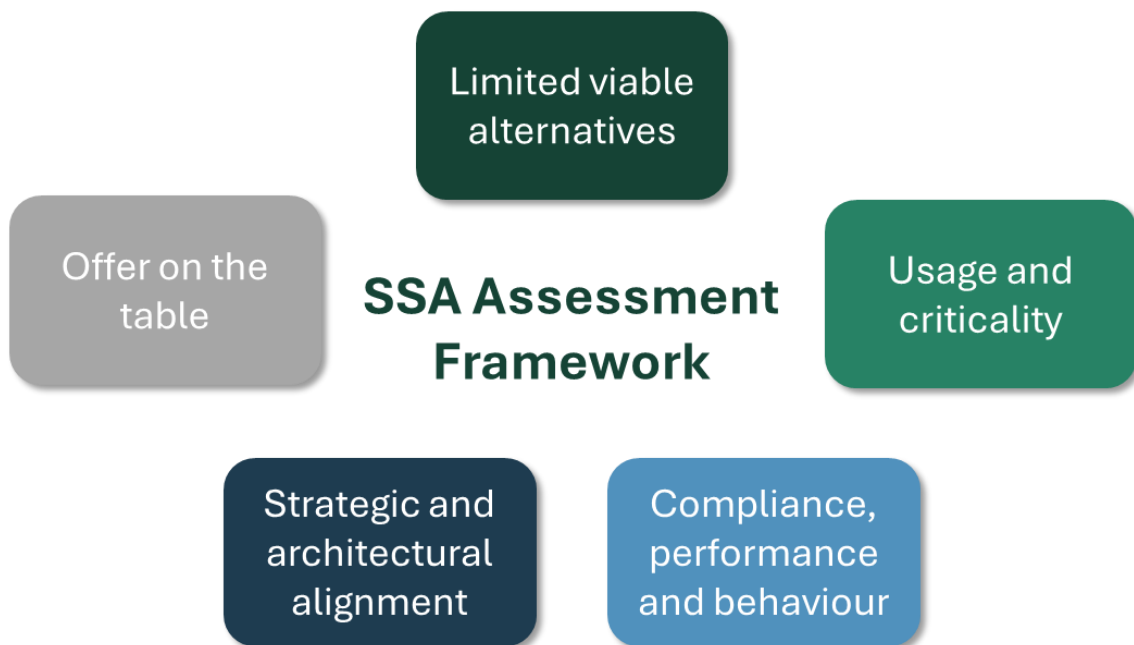 Limited viable
alternatives
Offer on the
table
SSA Assessment
Framework
Usage and
criticality
Strategic and
architectural
alignment
Compliance,
performance
and behaviour